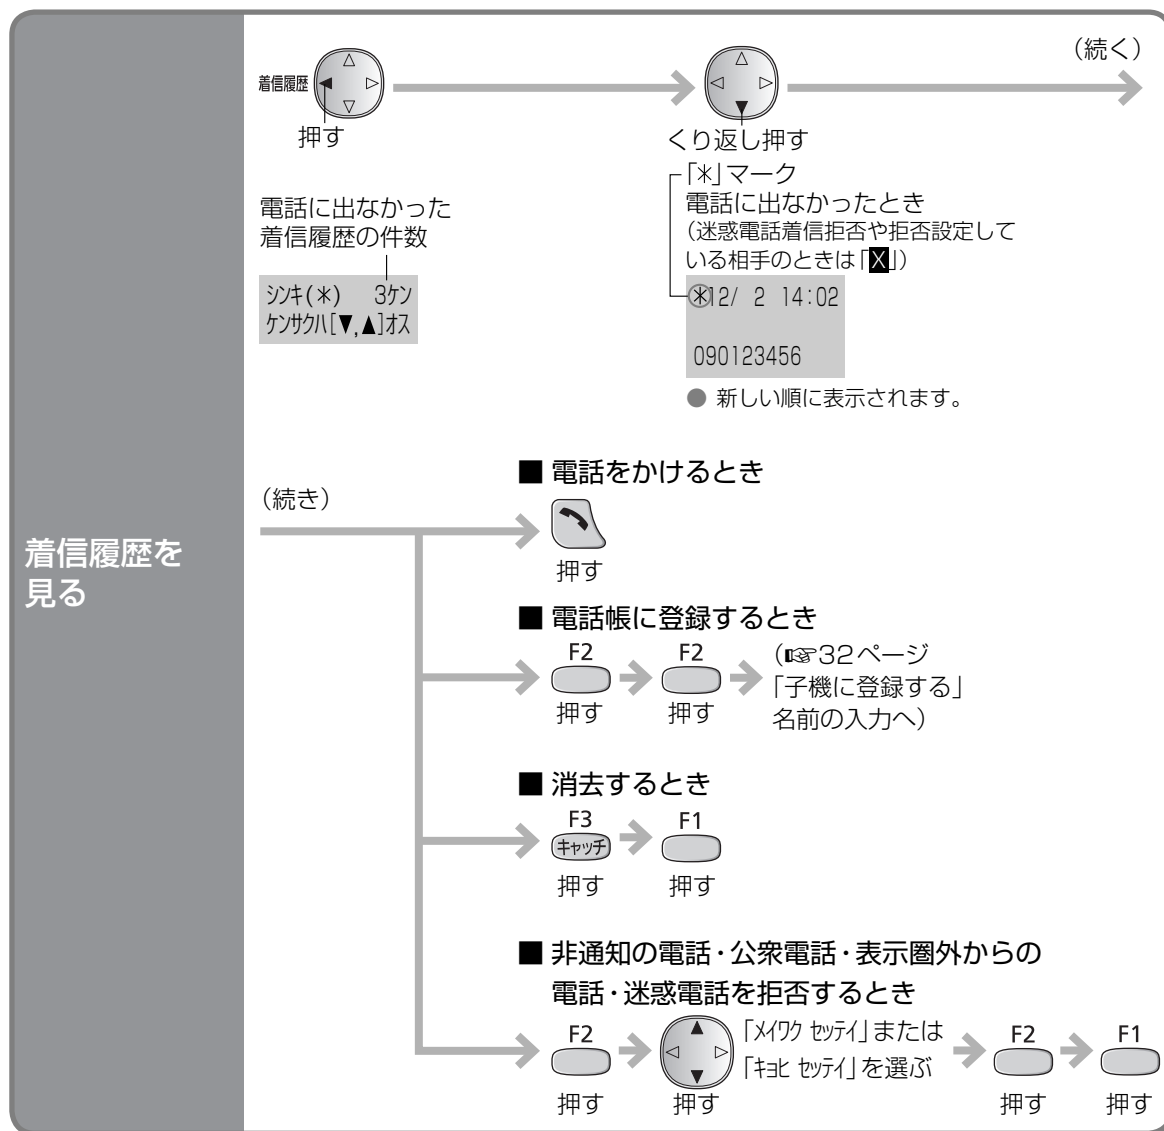 着信履歴を
見る
(続く)
着信履歴
押す
くり返し押す
「＊」マーク
電話に出なかったとき
(迷惑電話着信拒否や拒否設定して
いる相手のときは「X」)
電話に出なかった
着信履歴の件数
ｼﾝｷ(＊) 3ｹﾝ
ｹﾝｻｸﾊ[▼,▲]ｵｽ
＊12/ 2 14:02
090123456
● 新しい順に表示されます。
(続き)
■ 電話をかけるとき
押す
■ 電話帳に登録するとき
F2 F2
押す 押す
(☞32ページ
「子機に登録する」
名前の入力へ)
■ 消去するとき
F3 F1
キャッチ
押す 押す
■ 非通知の電話・公衆電話・表示圏外からの
電話・迷惑電話を拒否するとき
F2 「ﾒｲﾜｸ ｾｯﾃｲ」または F2 F1
「ｷｮﾋ ｾｯﾃｲ」を選ぶ
押す 押す 押す 押す